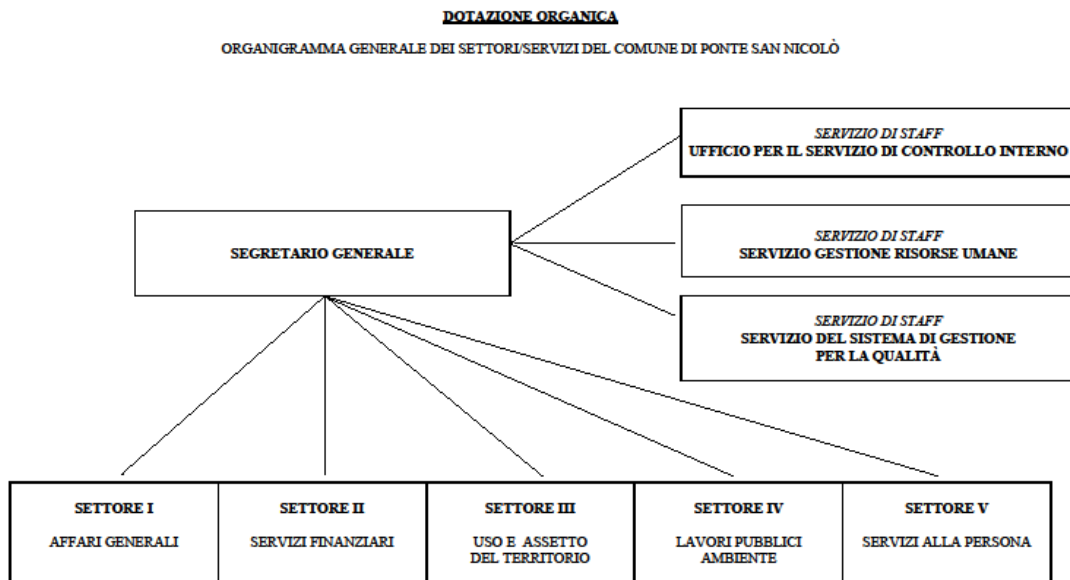 DOTAZIONE ORGANICA
ORGANIGRAMMA GENERALE DEI SETTORI/SERVIZI DEL COMUNE DI PONTE SAN NICOLÒ
SERVIZIO DI STAFF
UFFICIO PER IL SERVIZIO DI CONTROLLO INTERNO
SEGRETARIO GENERALE
SERVIZIO DI STAFF
SERVIZIO GESTIONE RISORSE UMANE
SERVIZIO DI STAFF
SERVIZIO DEL SISTEMA DI GESTIONE
PER LA QUALITÀ
SETTORE I
AFFARI GENERALI
SETTORE II
SERVIZI FINANZIARI
SETTORE III
USO E ASSETTO
DEL TERRITORIO
SETTORE IV
LAVORI PUBBLICI
AMBIENTE
SETTORE V
SERVIZI ALLA PERSONA